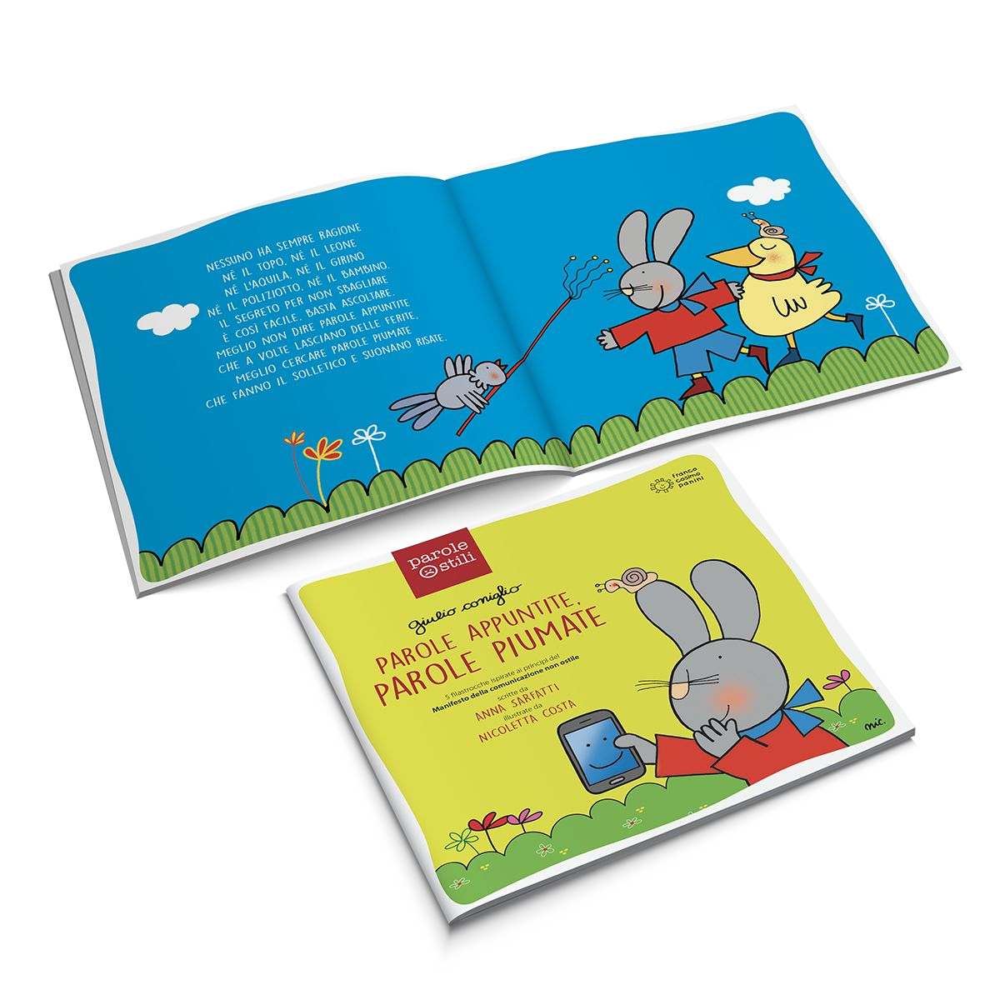 NESSUNO HA SEMPRE RAGIONE
NÉ IL TOPO, NÉ IL LEONE
NÉ L'AQUILA, NÉ IL GIRINO
NÉ IL POLIZIOTTO, NÉ IL BAMBINO.
IL SEGRETO PER NON SBAGLIARE
È COSÌ FACILE, BASTA ASCOLTARE.
MEGLIO NON DIRE PAROLE APPUNTITE
CHE A VOLTE LASCIANO DELLE FERITE,
MEGLIO CERCARE PAROLE PIUMATE
CHE FANNO IL SOLLETICO E SUONANO RISATE.
franco
cosimo
panini
parole
Ostili
giulio coniglio
PAROLE APPUNTITE,
PAROLE PIUMATE
5 filastrocche ispirate ai principi del
Manifesto della comunicazione non ostile
scritte da
ANNA SARFATTI
illustrate da
NICOLETTA COSTA
nic.